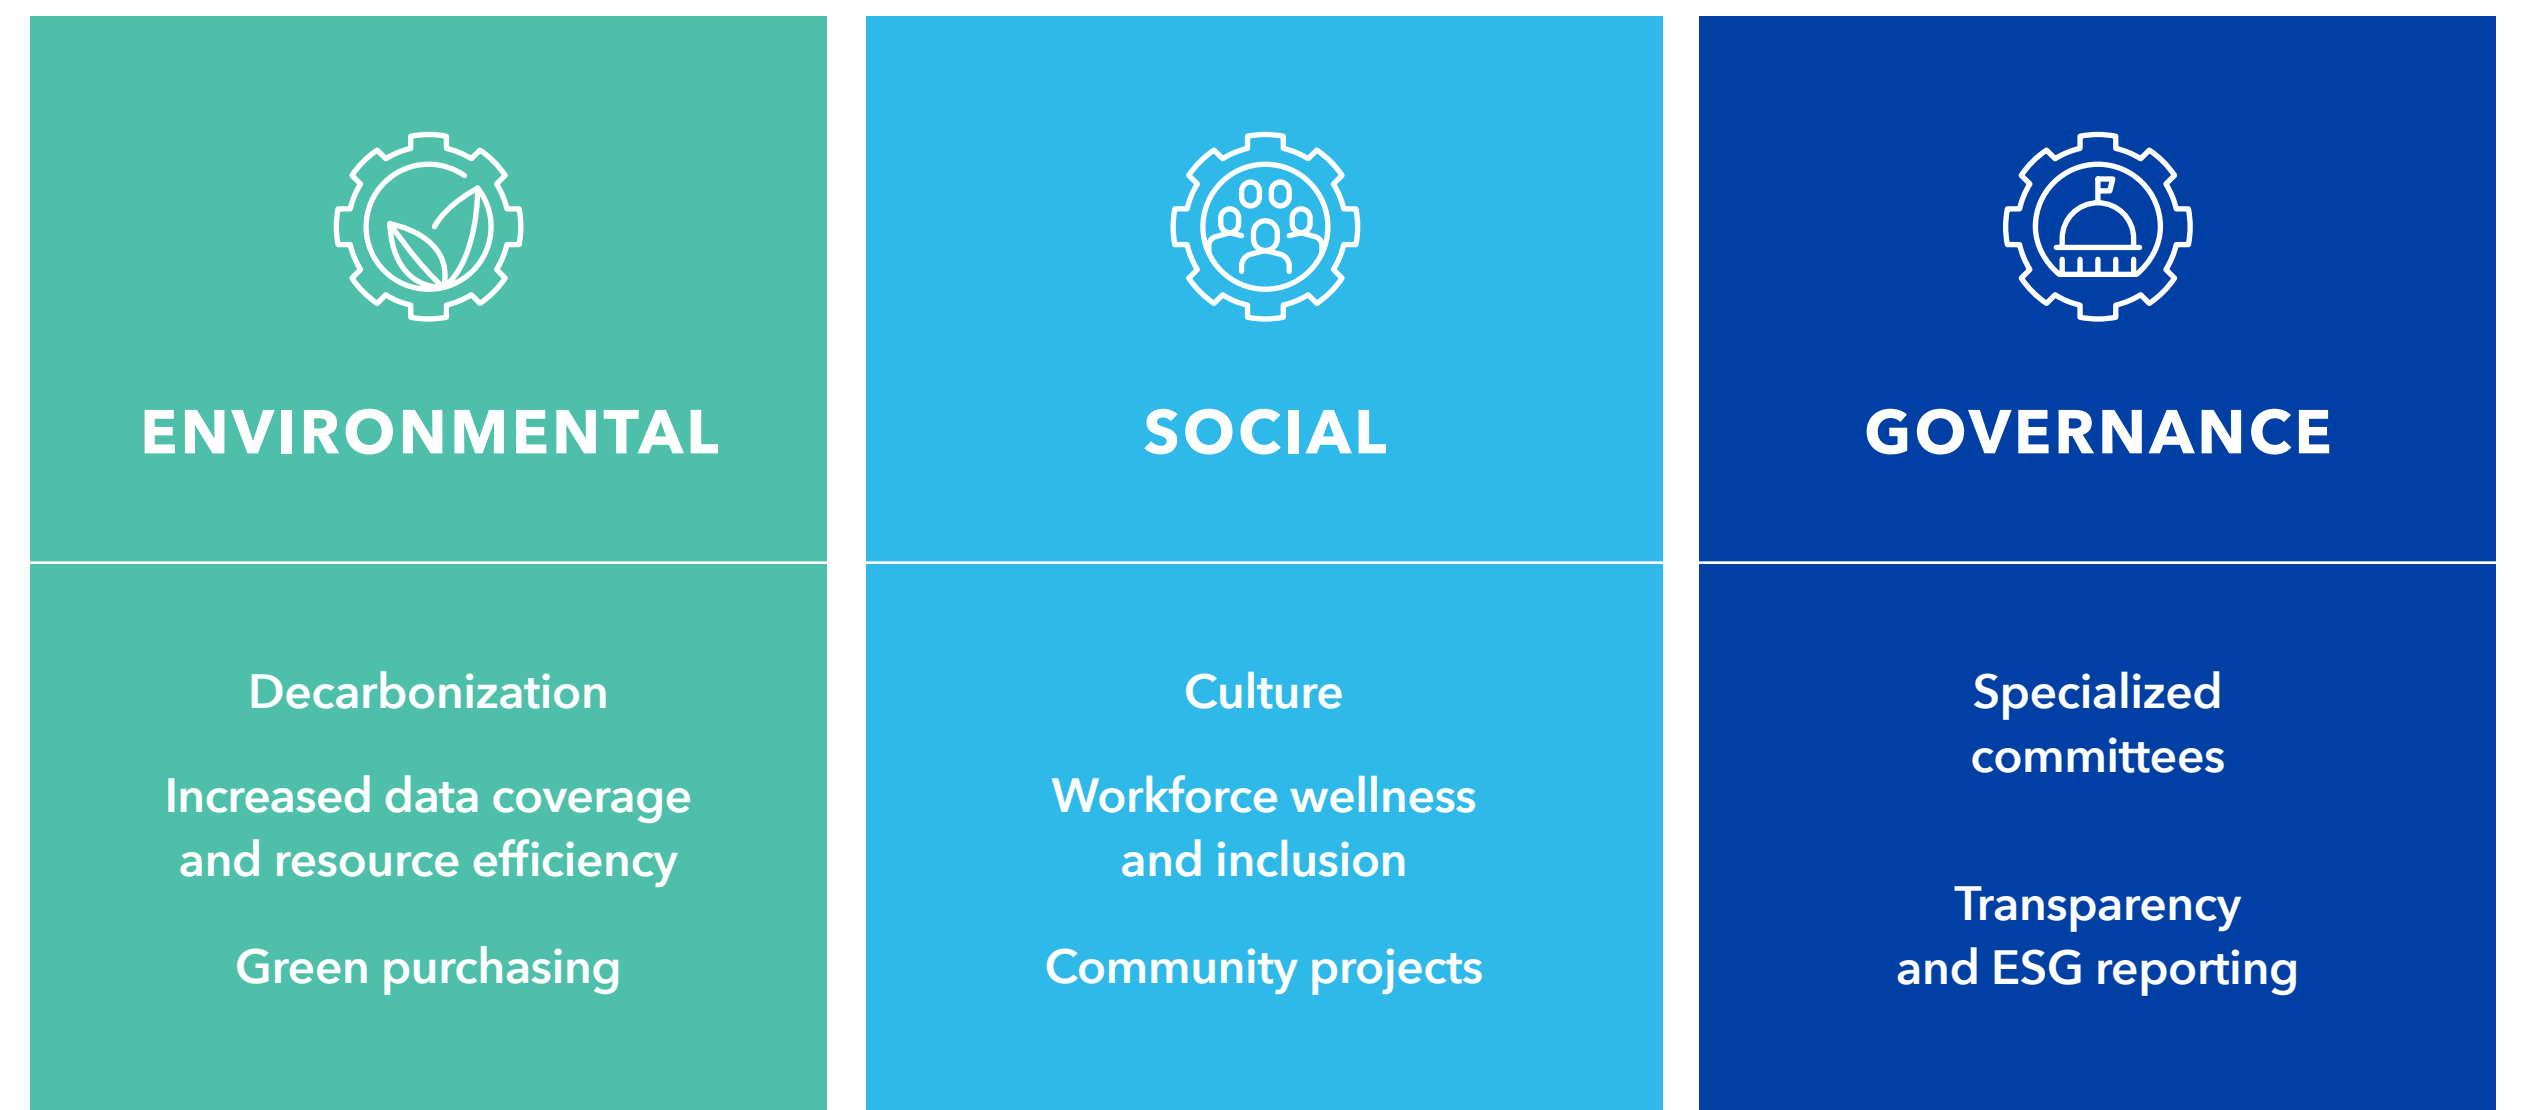 ENVIRONMENTAL
Decarbonization
Increased data coverage
and resource efficiency
Green purchasing
SOCIAL
Culture
Workforce wellness
and inclusion
Community projects
GOVERNANCE
Specialized
committees
Transparency
and ESG reporting